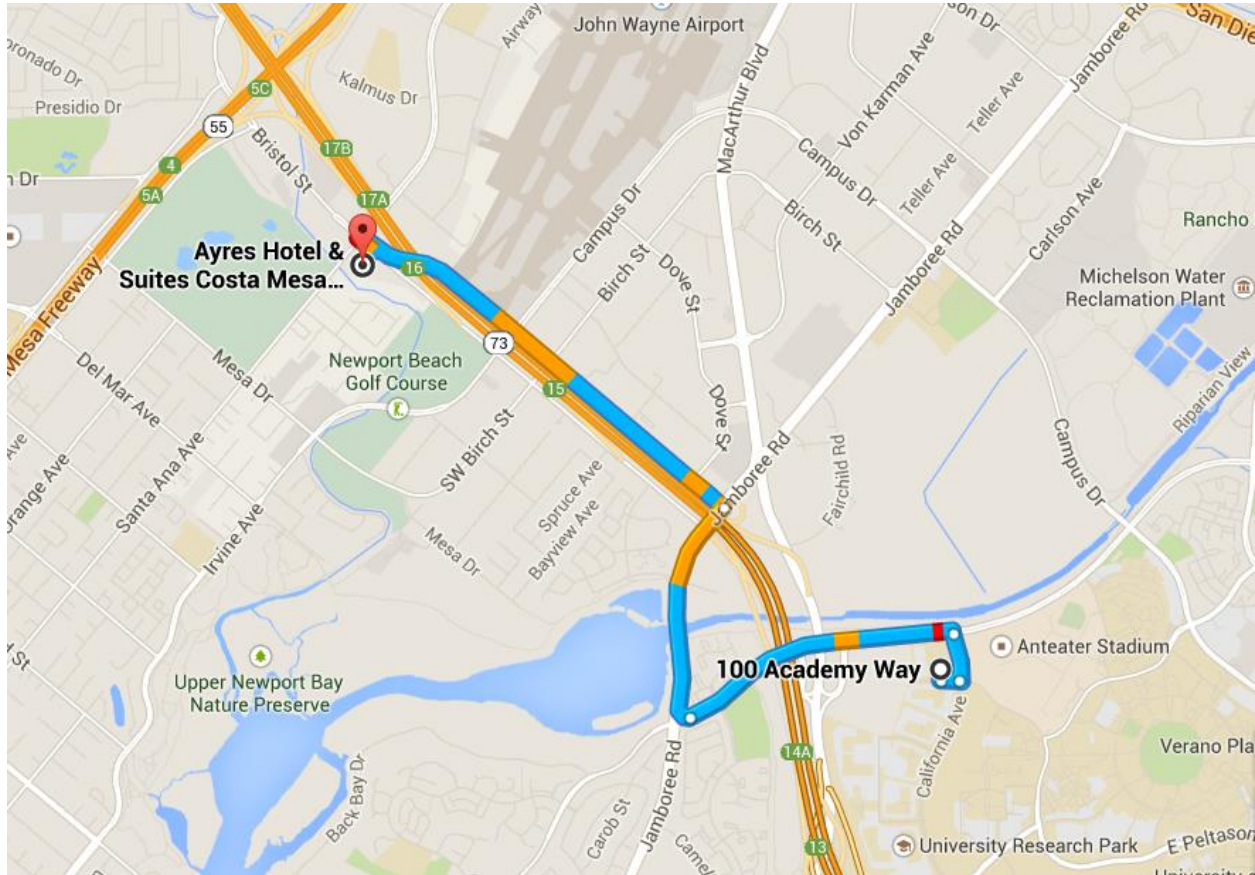 John Wayne Airport
Airway
San Die
Kalmus Dr
Presidio Dr
5C
55
Bristol St
17B
4
5A
17A
MacArthur Blvd
Von Karman Ave
Teller Ave
Jamboree Rd
Campus Dr
Teller Ave
Carlson Ave
Birch St
Rancho
Ayres Hotel &
Suites Costa Mesa...
16
Campus Dr
Birch St
Dove St
Jamboree Rd
Michelson Water
Reclamation Plant
Mesa Freeway
73
Newport Beach
Golf Course
15
Mesa Dr
Del Mar Ave
Santa Ana Ave
Irvine Ave
SW Birch St
Dove St
Jamboree Rd
Fairchild Rd
Spruce Ave
Bayview Ave
Mesa Dr
Riparian View
Campus Dr
Upper Newport Bay
Nature Preserve
Back Bay Dr
100 Academy Way
Anteater Stadium
California Ave
Verano Pla
14A
Jamboree Rd
Carob St
Camel
13
University Research Park
E Peltason